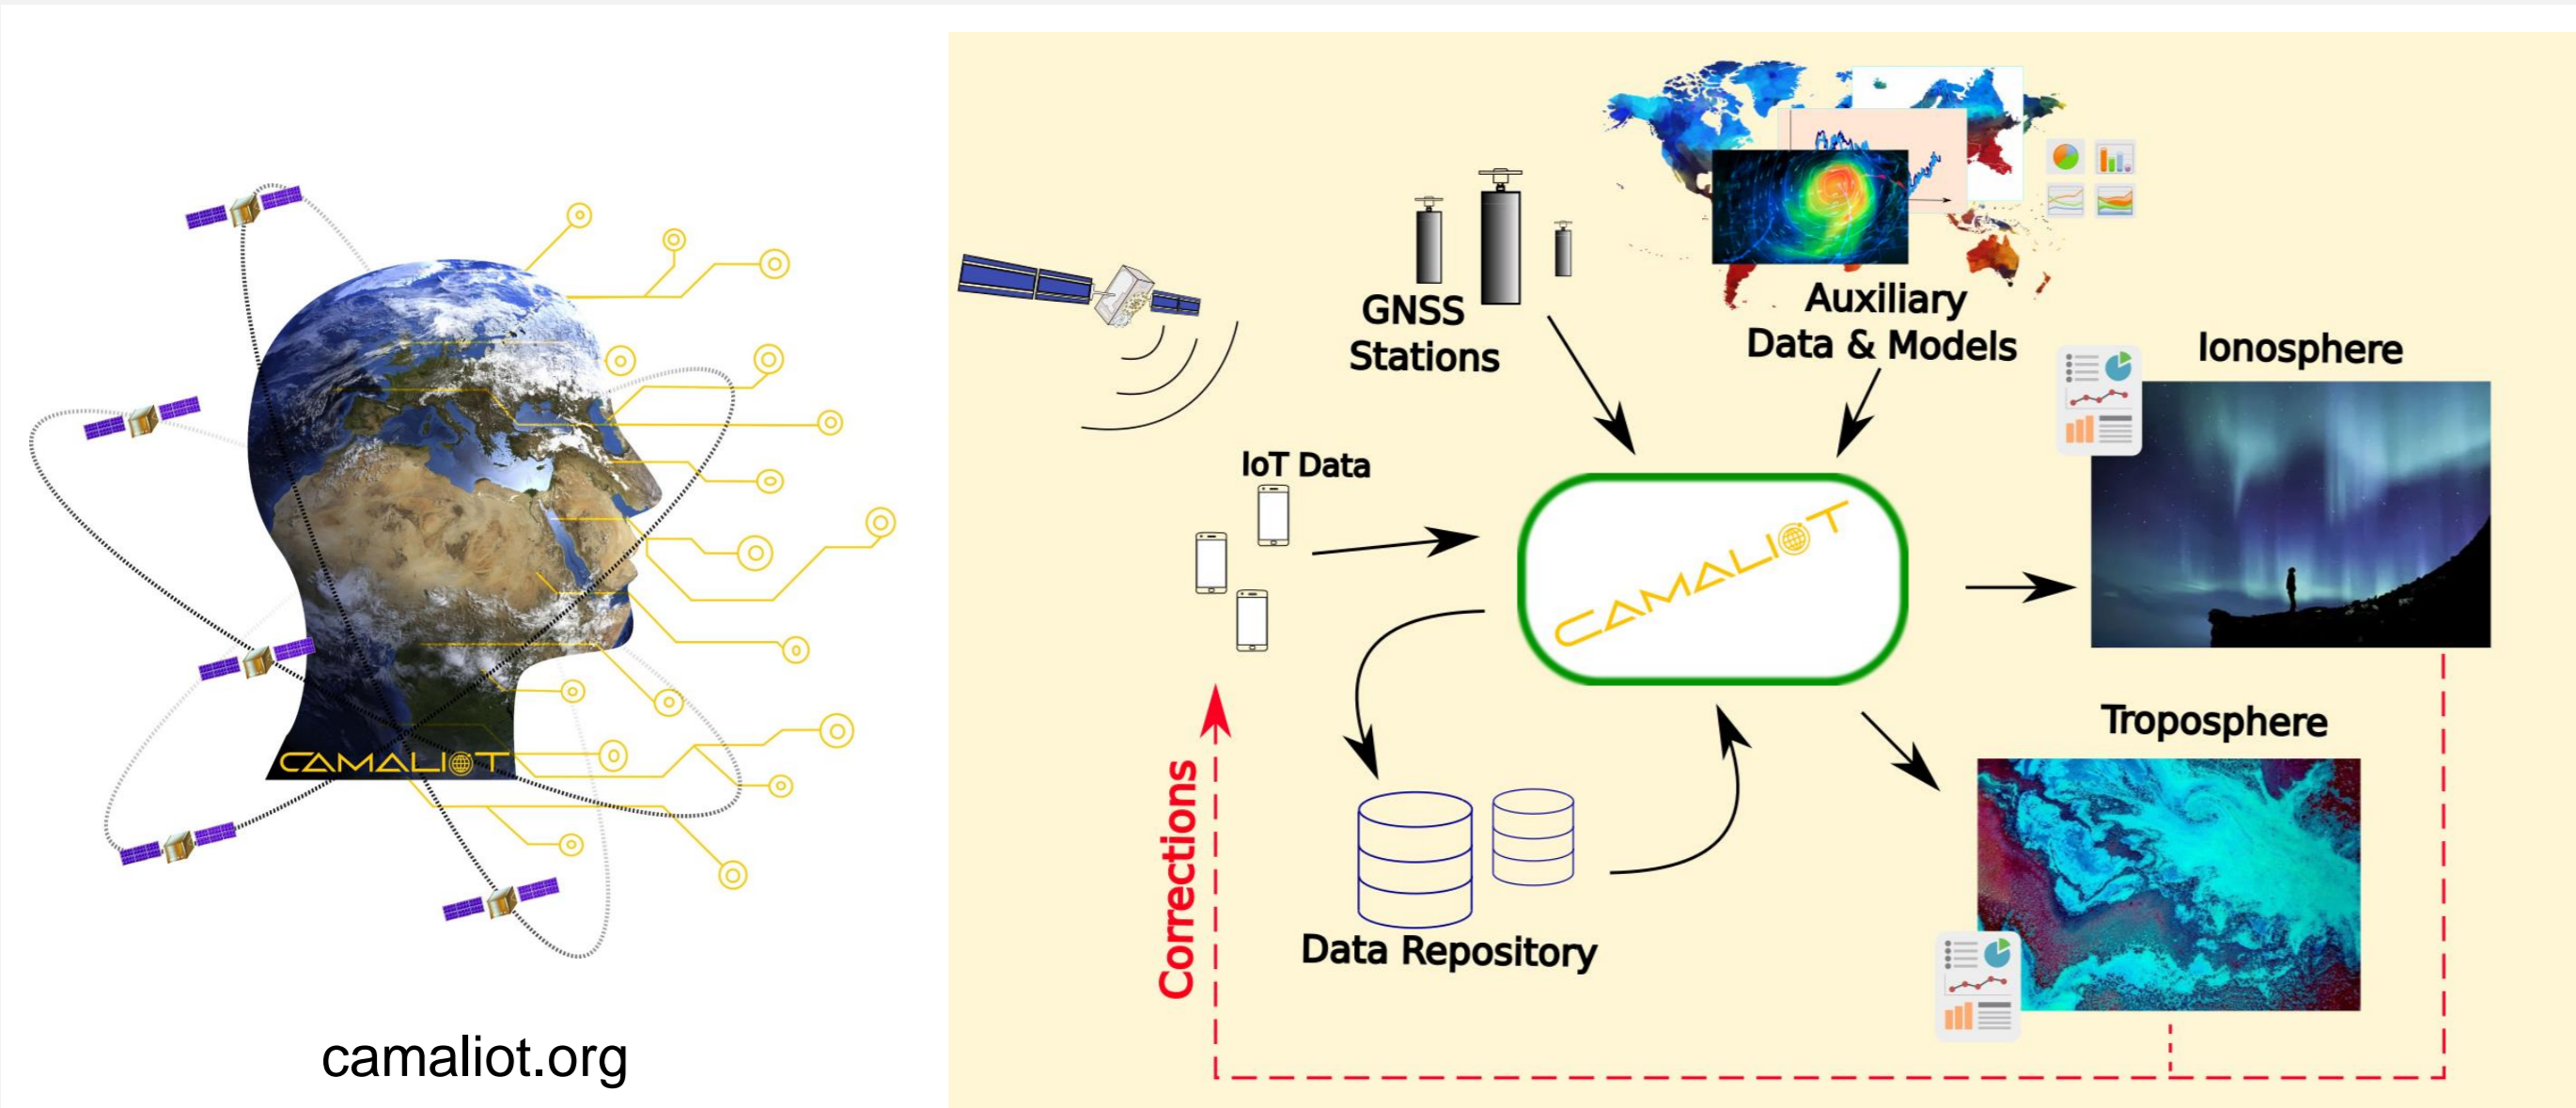 CAMALIOT
camaliot.org
GNSS
Stations
Auxiliary
Data & Models
Ionosphere
IoT Data
CAMALIOT
Troposphere
Corrections
Data Repository